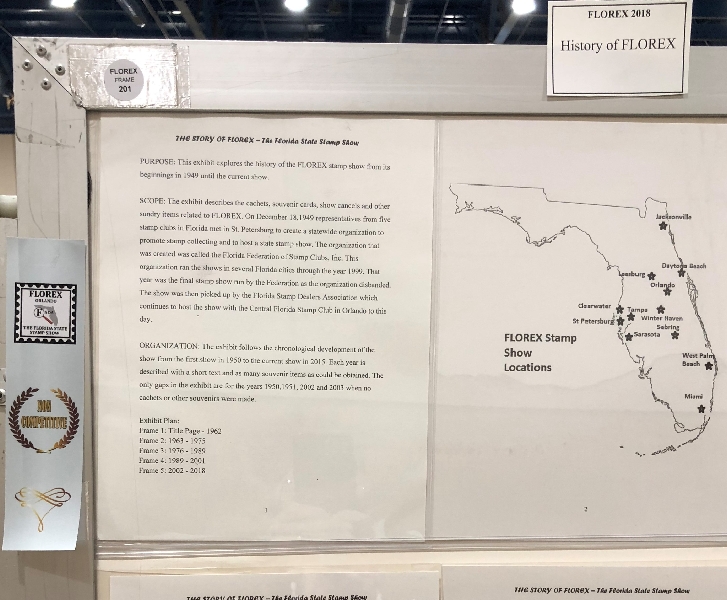 FLOREX 2018
History of FLOREX
FLOREX
FRAME
201
THE STORY OF FLOREX – The Florida State Stamp Show
PURPOSE: This exhibit explores the history of the FLOREX stamp show from its
beginnings in 1949 until the current show.
SCOPE: The exhibit describes the cachets, souvenir cards, show cancels and other
sundry items related to FLOREX. On December 18,1949 representatives from five
stamp clubs in Florida met in St. Petersburg to create a statewide organization to
promote stamp collecting and to host a state stamp show. The organization that
was created was called the Florida Federation of Stamp Clubs, Inc. This
organization ran the shows in several Florida cities through the year 1999. That
year was the final stamp show run by the Federation as the organization disbanded.
The show was then picked up by the Florida Stamp Dealers Association which
continues to host the show with the Central Florida Stamp Club in Orlando to this
day.
ORGANIZATION: The exhibit follows the chronological development of the
show from the first show in 1950 to the current show in 2015. Each year is
described with a short text and as many souvenir items as could be obtained. The
only gaps in the exhibit are for the years 1950,1951, 2002 and 2003 when no
cachets or other souvenirs were made.
Exhibit Plan:
Frame 1: Title Page - 1962
Frame 2: 1963 - 1975
Frame 3: 1976 - 1989
Frame 4: 1989 - 2001
Frame 5: 2002 - 2018
1
Jacksonville
Daytona Beach
Leesburg
Orlando
Clearwater
Tampa
Winter Haven
St Petersburg
Sebring
Sarasota
West Palm
Beach
Miami
FLOREX Stamp
Show
Locations
2
FLOREX
ORLANDO
THE FLORIDA STATE
STAMP SHOW
NON
COMPETITIVE
THE STORY OF FLOREX – The Florida State Stamp Show
THE STORY OF FLOREX – The Florida State Stamp Show